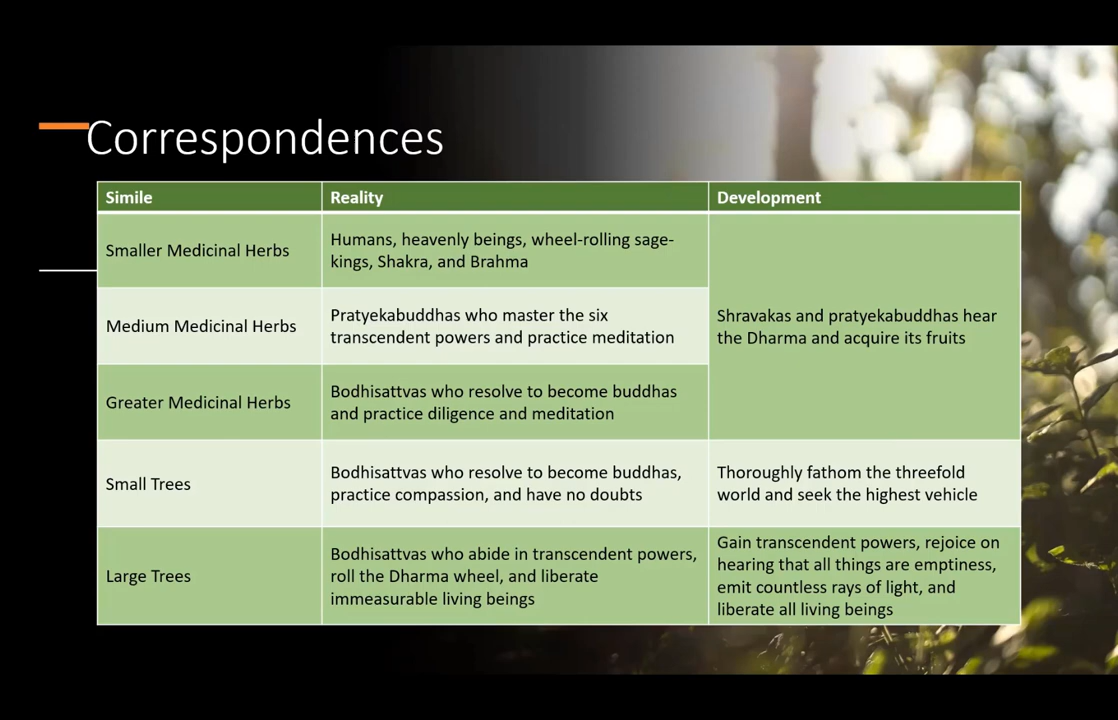 Correspondences
Simile
Reality
Development
Smaller Medicinal Herbs
Humans, heavenly beings, wheel-rolling sage-
kings, Shakra, and Brahma
Medium Medicinal Herbs
Pratyekabuddhas who master the six
transcendent powers and practice meditation
Shravakas and pratyekabuddhas hear
the Dharma and acquire its fruits
Greater Medicinal Herbs
Bodhisattvas who resolve to become buddhas
and practice diligence and meditation
Small Trees
Bodhisattvas who resolve to become buddhas,
practice compassion, and have no doubts
Thoroughly fathom the threefold
world and seek the highest vehicle
Large Trees
Bodhisattvas who abide in transcendent powers,
roll the Dharma wheel, and liberate
immeasurable living beings
Gain transcendent powers, rejoice on
hearing that all things are emptiness,
emit countless rays of light, and
liberate all living beings